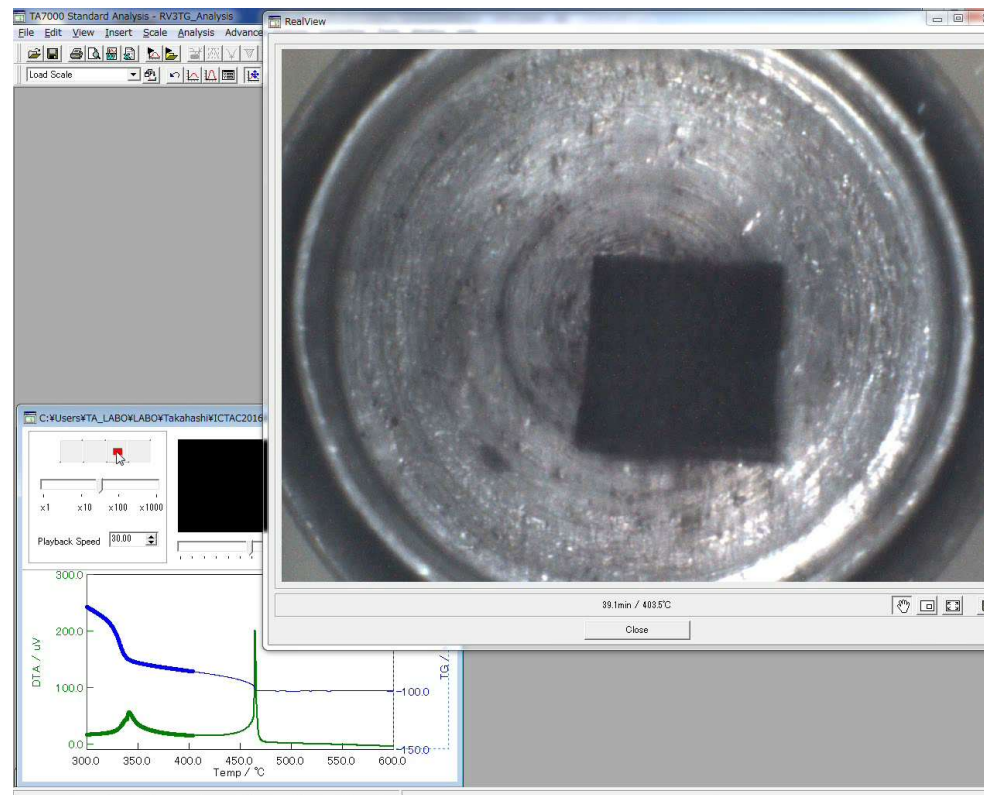 TA7000 Standard Analysis - RV3TG_Analysis
File Edit View Insert Scale Analysis Advance
Load Scale
RealView
39.1min / 403.5℃
Close
C:¥Users¥TA_LABO¥LABO¥Takahashi¥ICTAC2016
x1 x10 x100 x1000
Playback Speed 30.00
300.0
200.0
100.0
0.0
DTA / uV
TG /
-100.0
-150.0
300.0 350.0 400.0 450.0 500.0 550.0 600.0
Temp / ℃